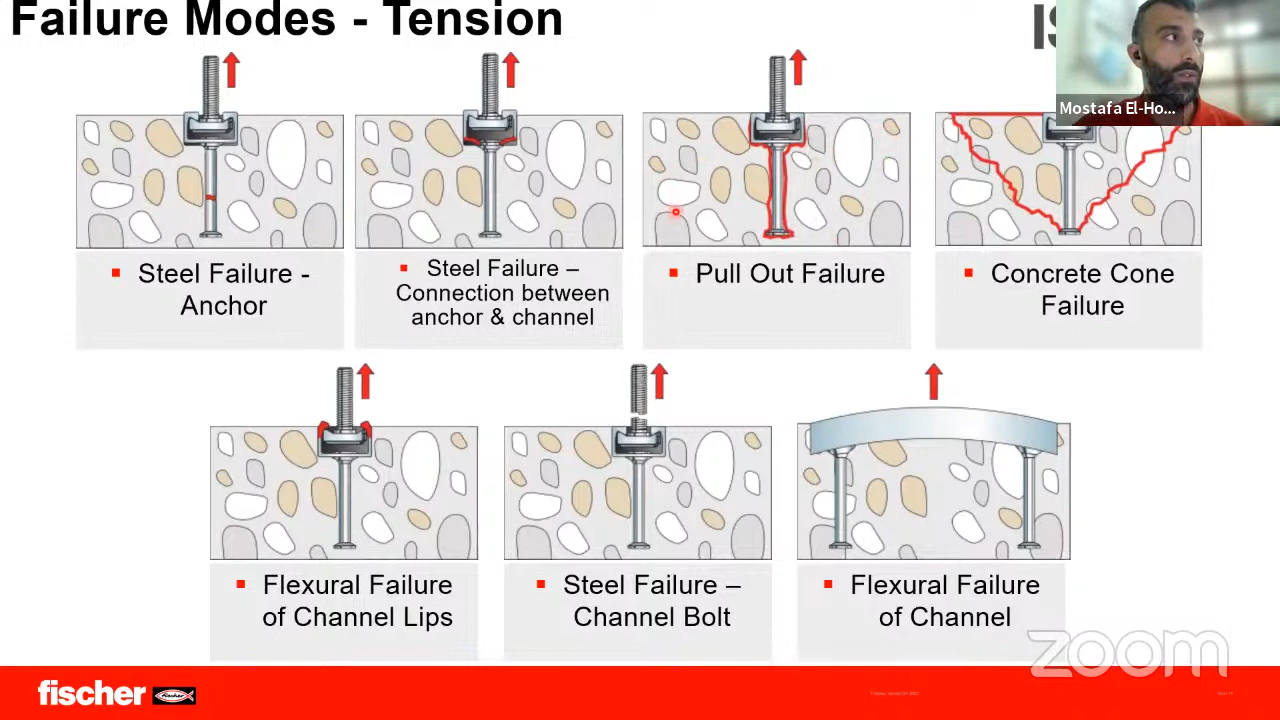 Failure Modes - Tension
Mostafa El-Ho...
Steel Failure -
Anchor
Steel Failure –
Connection between
anchor & channel
Pull Out Failure
Concrete Cone
Failure
Flexural Failure
of Channel Lips
Steel Failure –
Channel Bolt
Flexural Failure
of Channel
zoom
fischer